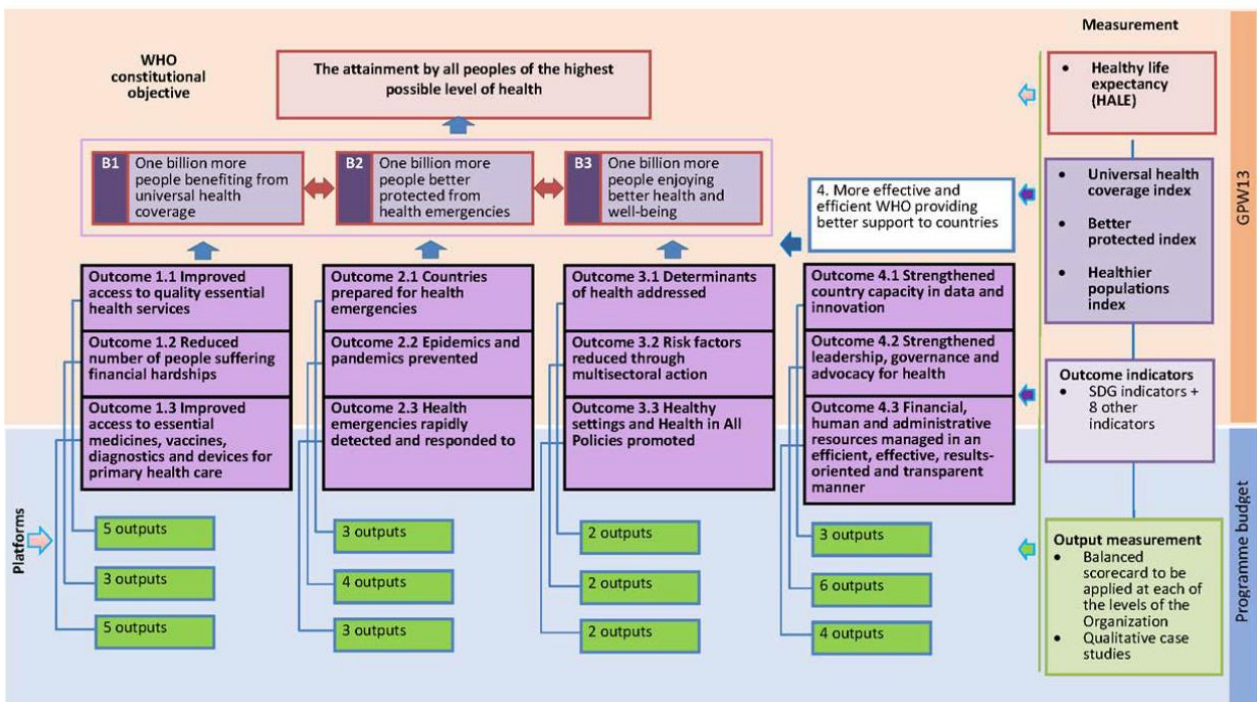 Measurement
WHO
constitutional
objective
The attainment by all peoples of the highest
possible level of health
• Healthy life
expectancy
(HALE)
B1 One billion more
people benefiting from
universal health
coverage
B2 One billion more
people better
protected from
health emergencies
B3 One billion more
people enjoying
better health and
well-being
4. More effective and
efficient WHO providing
better support to countries
• Universal health
coverage index
• Better
protected index
• Healthier
populations
index
GPW13
Outcome 1.1 Improved
access to quality essential
health services
Outcome 1.2 Reduced
number of people suffering
financial hardships
Outcome 1.3 Improved
access to essential
medicines, vaccines,
diagnostics and devices for
primary health care
Outcome 2.1 Countries
prepared for health
emergencies
Outcome 2.2 Epidemics and
pandemics prevented
Outcome 2.3 Health
emergencies rapidly
detected and responded to
Outcome 3.1 Determinants
of health addressed
Outcome 3.2 Risk factors
reduced through
multisectoral action
Outcome 3.3 Healthy
settings and Health in All
Policies promoted
Outcome 4.1 Strengthened
country capacity in data and
innovation
Outcome 4.2 Strengthened
leadership, governance and
advocacy for health
Outcome 4.3 Financial,
human and administrative
resources managed in an
efficient, effective, results-
oriented and transparent
manner
Outcome indicators
• SDG indicators +
8 other
indicators
Platforms
5 outputs
3 outputs
5 outputs
3 outputs
4 outputs
3 outputs
2 outputs
2 outputs
2 outputs
3 outputs
6 outputs
4 outputs
Output measurement
• Balanced
scorecard to be
applied at each of
the levels of the
Organization
• Qualitative case
studies
Programme budget